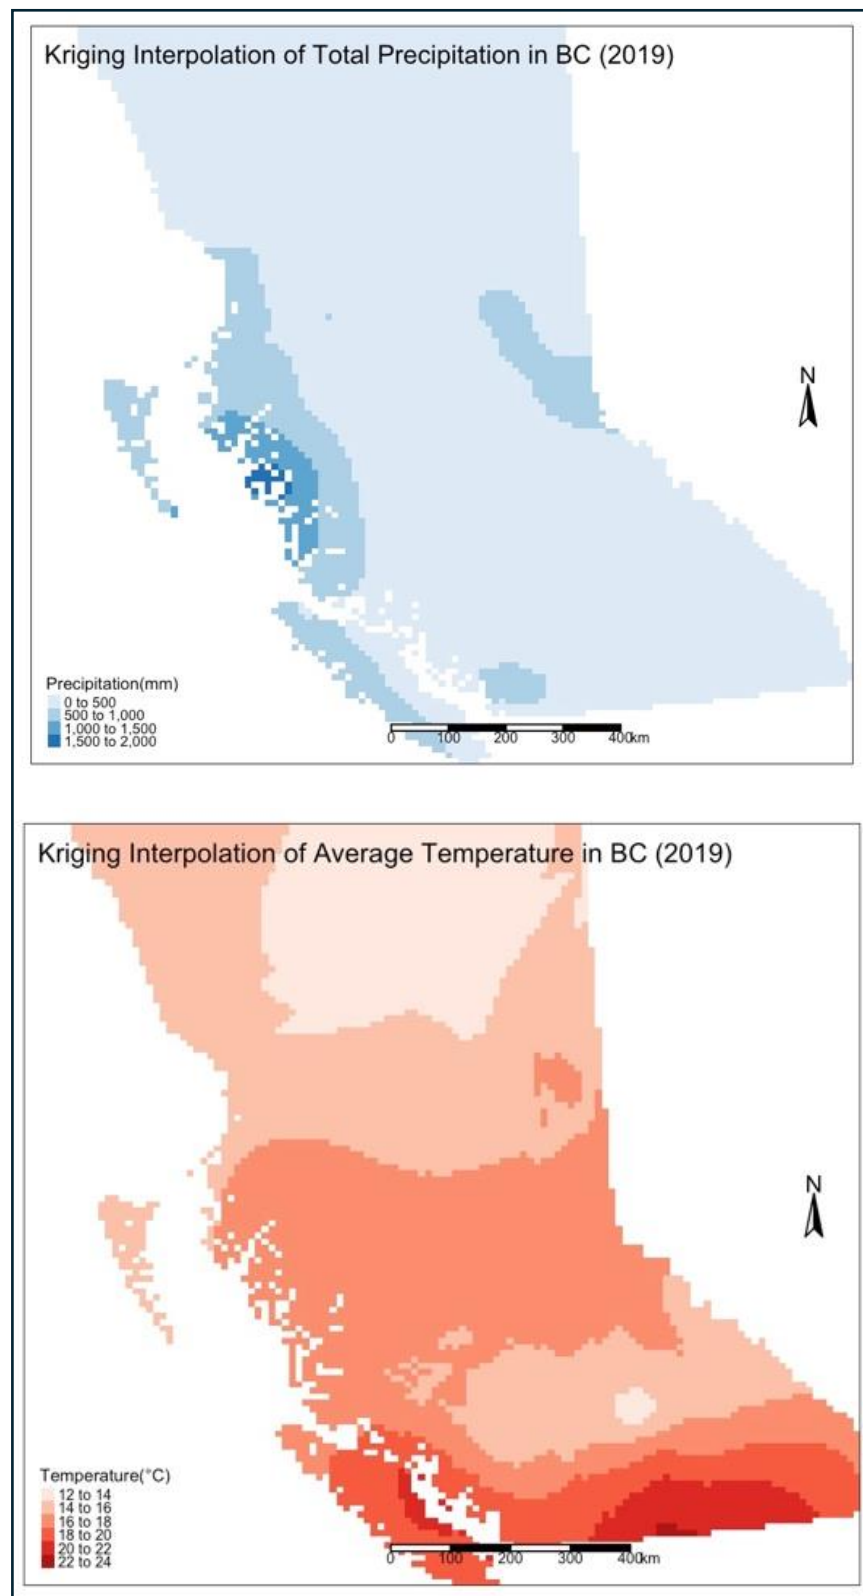 Kriging Interpolation of Total Precipitation in BC (2019)
N
Precipitation(mm)
0 to 500
500 to 1,000
1,000 to 1,500
1,500 to 2,000
0 100 200 300 400km
Kriging Interpolation of Average Temperature in BC (2019)
N
Temperature(°C)
12 to 14
14 to 16
16 to 18
18 to 20
20 to 22
22 to 24
0 100 200 300 400km